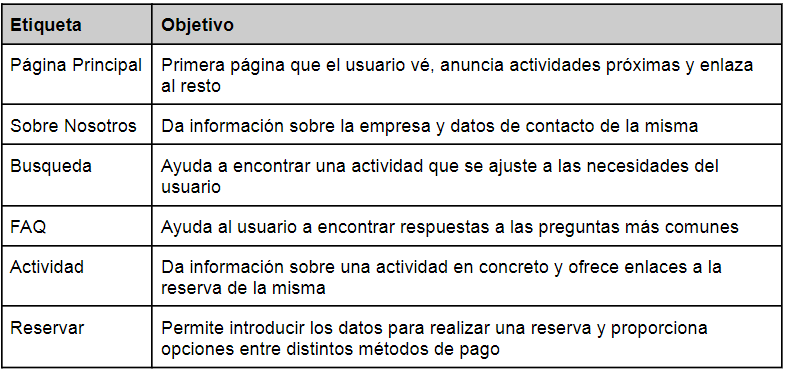 Etiqueta Objetivo
Página Principal Primera página que el usuario vé, anuncia actividades próximas y enlaza
al resto
Sobre Nosotros Da información sobre la empresa y datos de contacto de la misma
Busqueda Ayuda a encontrar una actividad que se ajuste a las necesidades del
usuario
FAQ Ayuda al usuario a encontrar respuestas a las preguntas más comunes
Actividad Da información sobre una actividad en concreto y ofrece enlaces a la
reserva de la misma
Reservar Permite introducir los datos para realizar una reserva y proporciona
opciones entre distintos métodos de pago